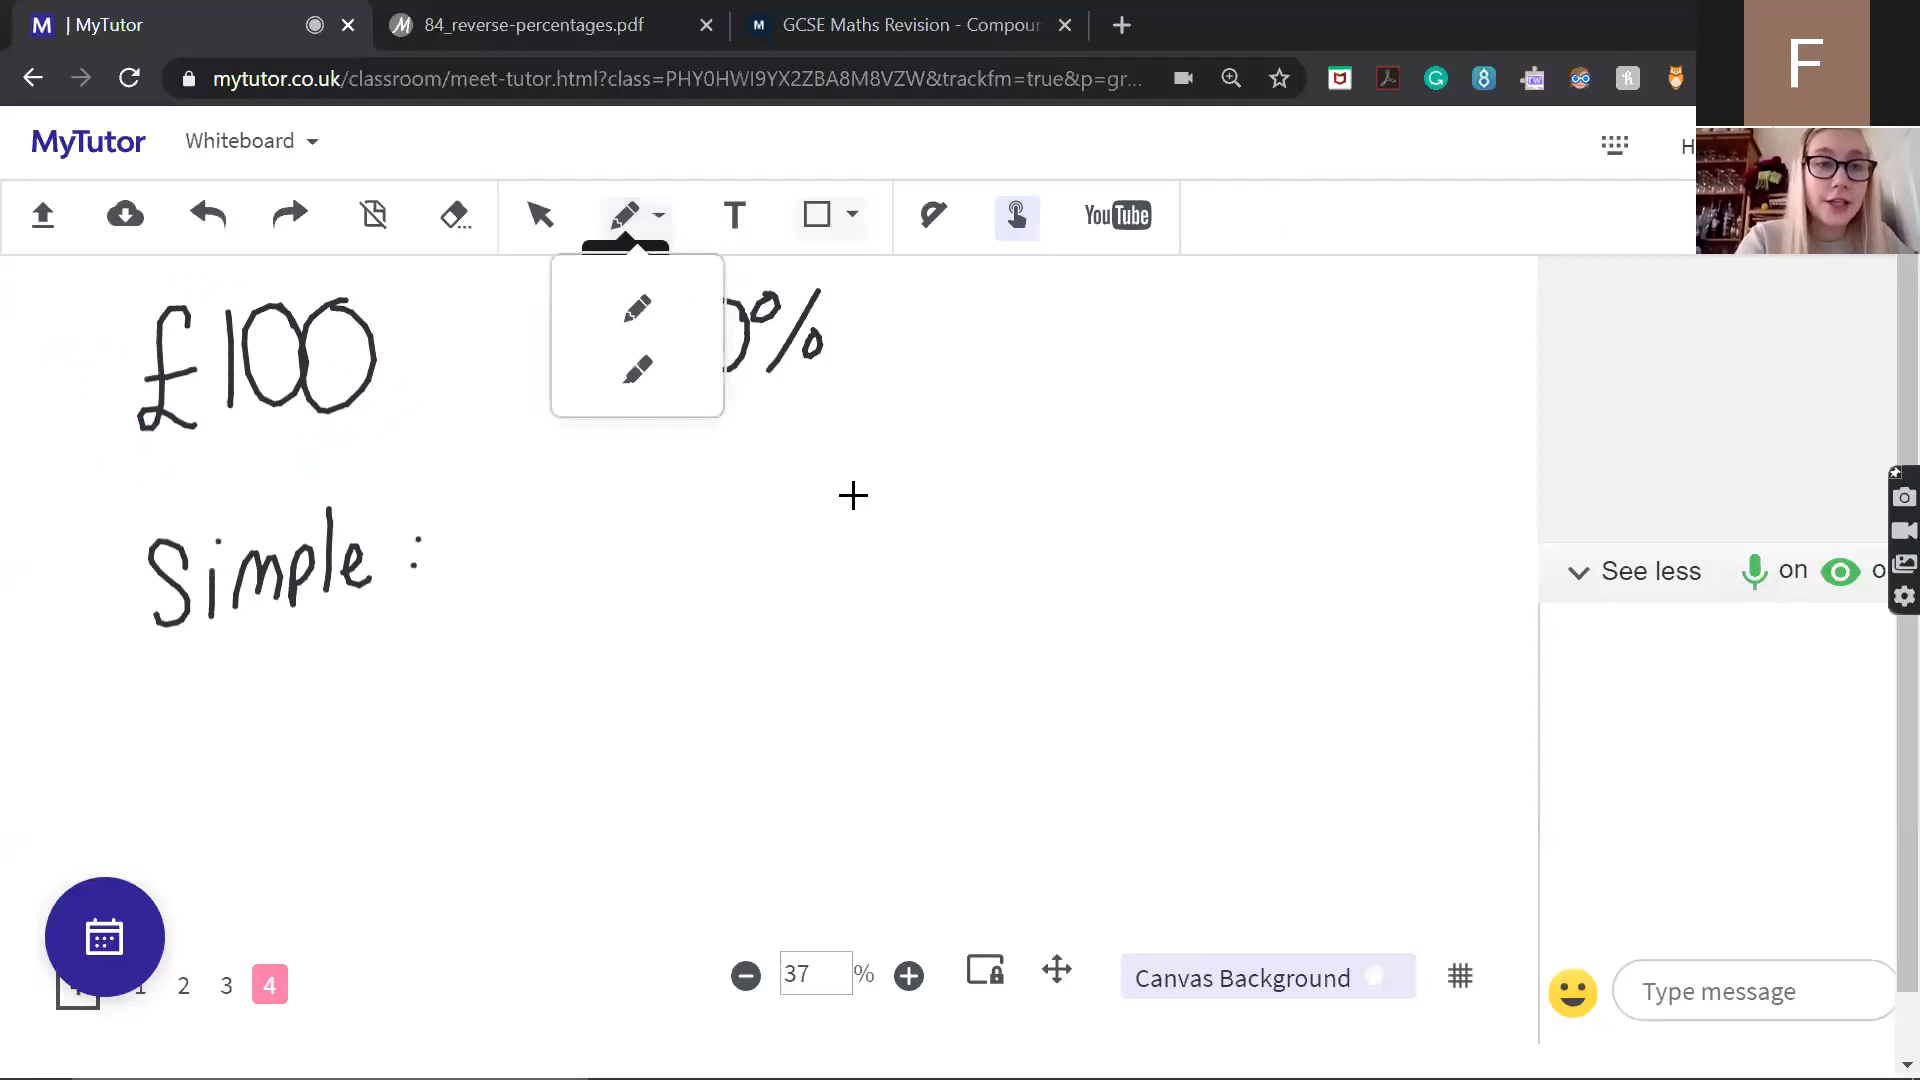 | MyTutor
84_reverse-percentages.pdf
GCSE Maths Revision - Compour
mytutor.co.uk/classroom/meet-tutor.html?class=PHY0HWI9YX2ZBA8M8VZW&trackfm=true&p=gr...
F
MyTutor
Whiteboard
H
T
YouTube
£100
0%
Simple :
See less
on
o
1
2
3
4
37
%
Canvas Background
Type message